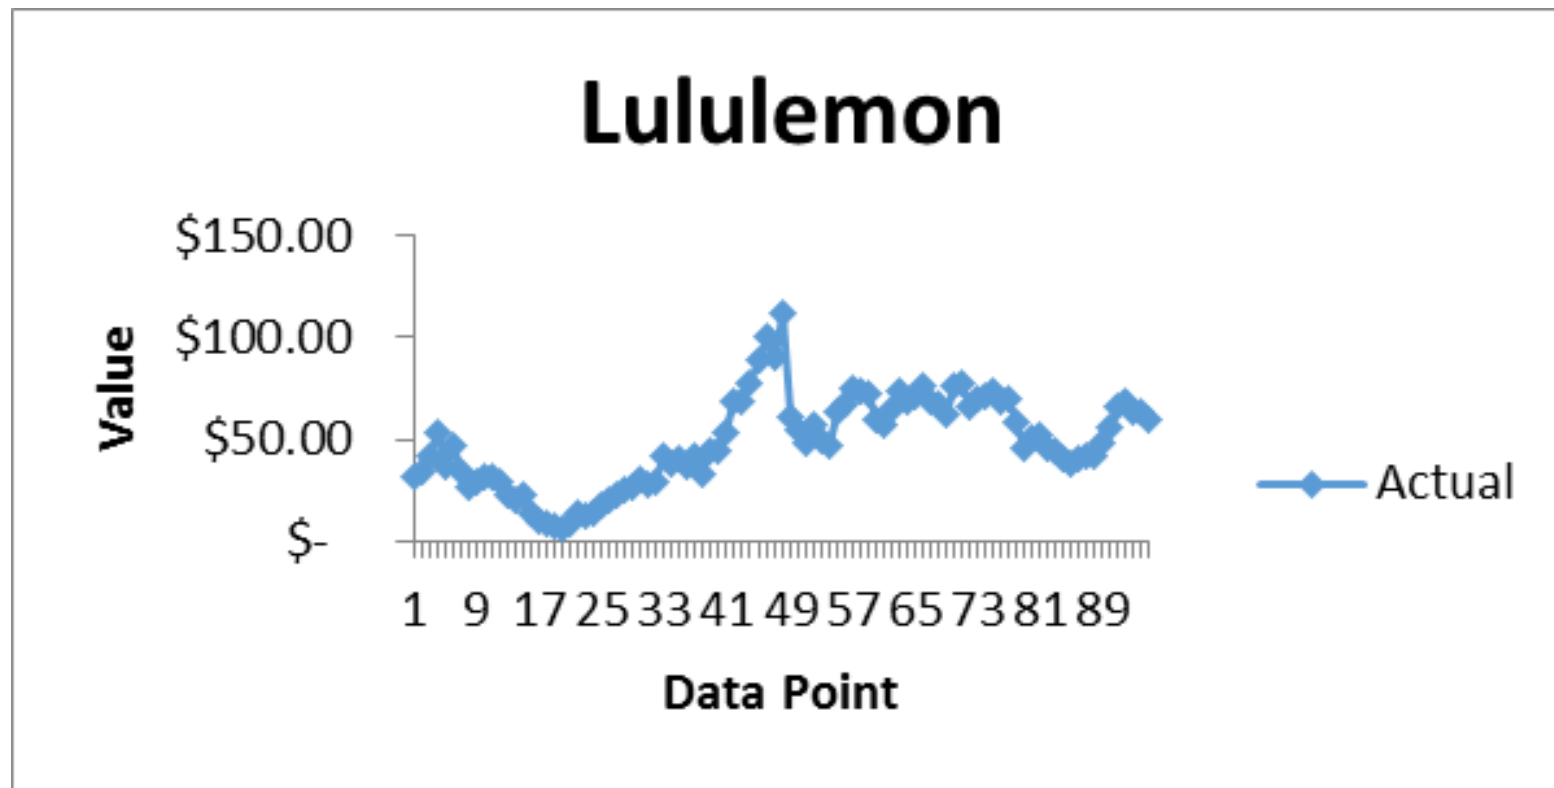 Lululemon
$150.00
$100.00
$50.00
$-
Value
1 9 17 25 33 41 49 57 65 73 81 89
Data Point
Actual